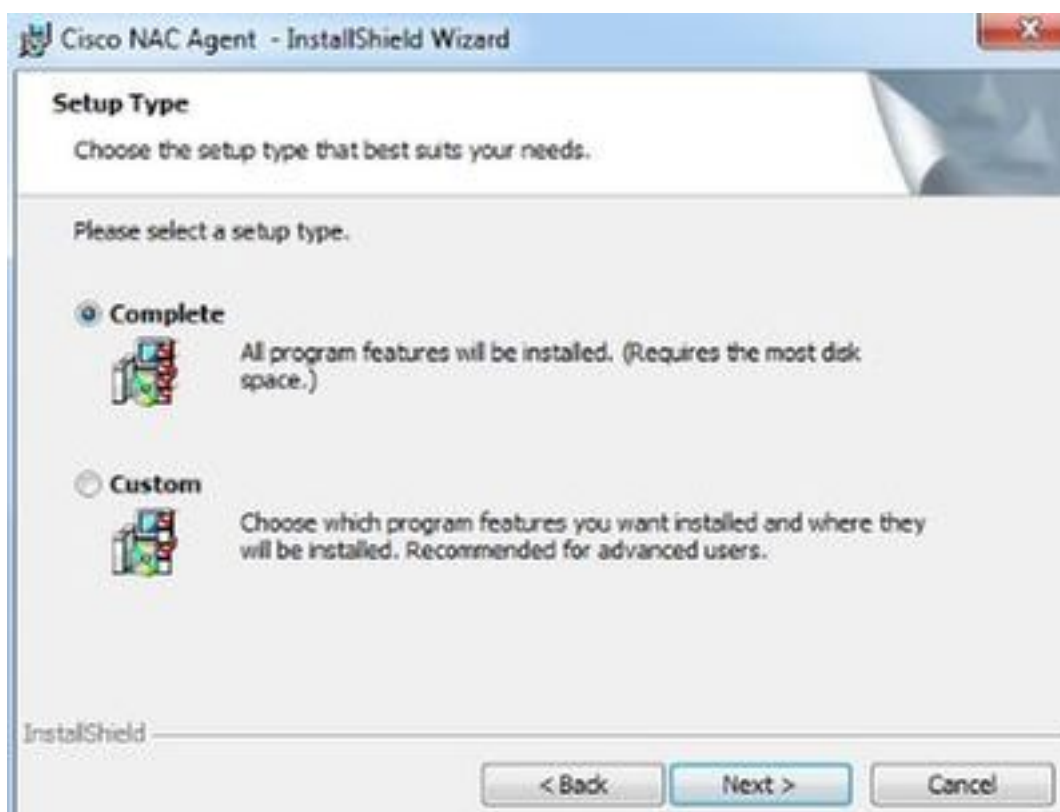 Cisco NAC Agent - InstallShield Wizard
Setup Type
Choose the setup type that best suits your needs.
Please select a setup type.
Complete
All program features will be installed. (Requires the most disk
space.)
Custom
Choose which program features you want installed and where they
will be installed. Recommended for advanced users.
InstallShield
< Back
Next >
Cancel